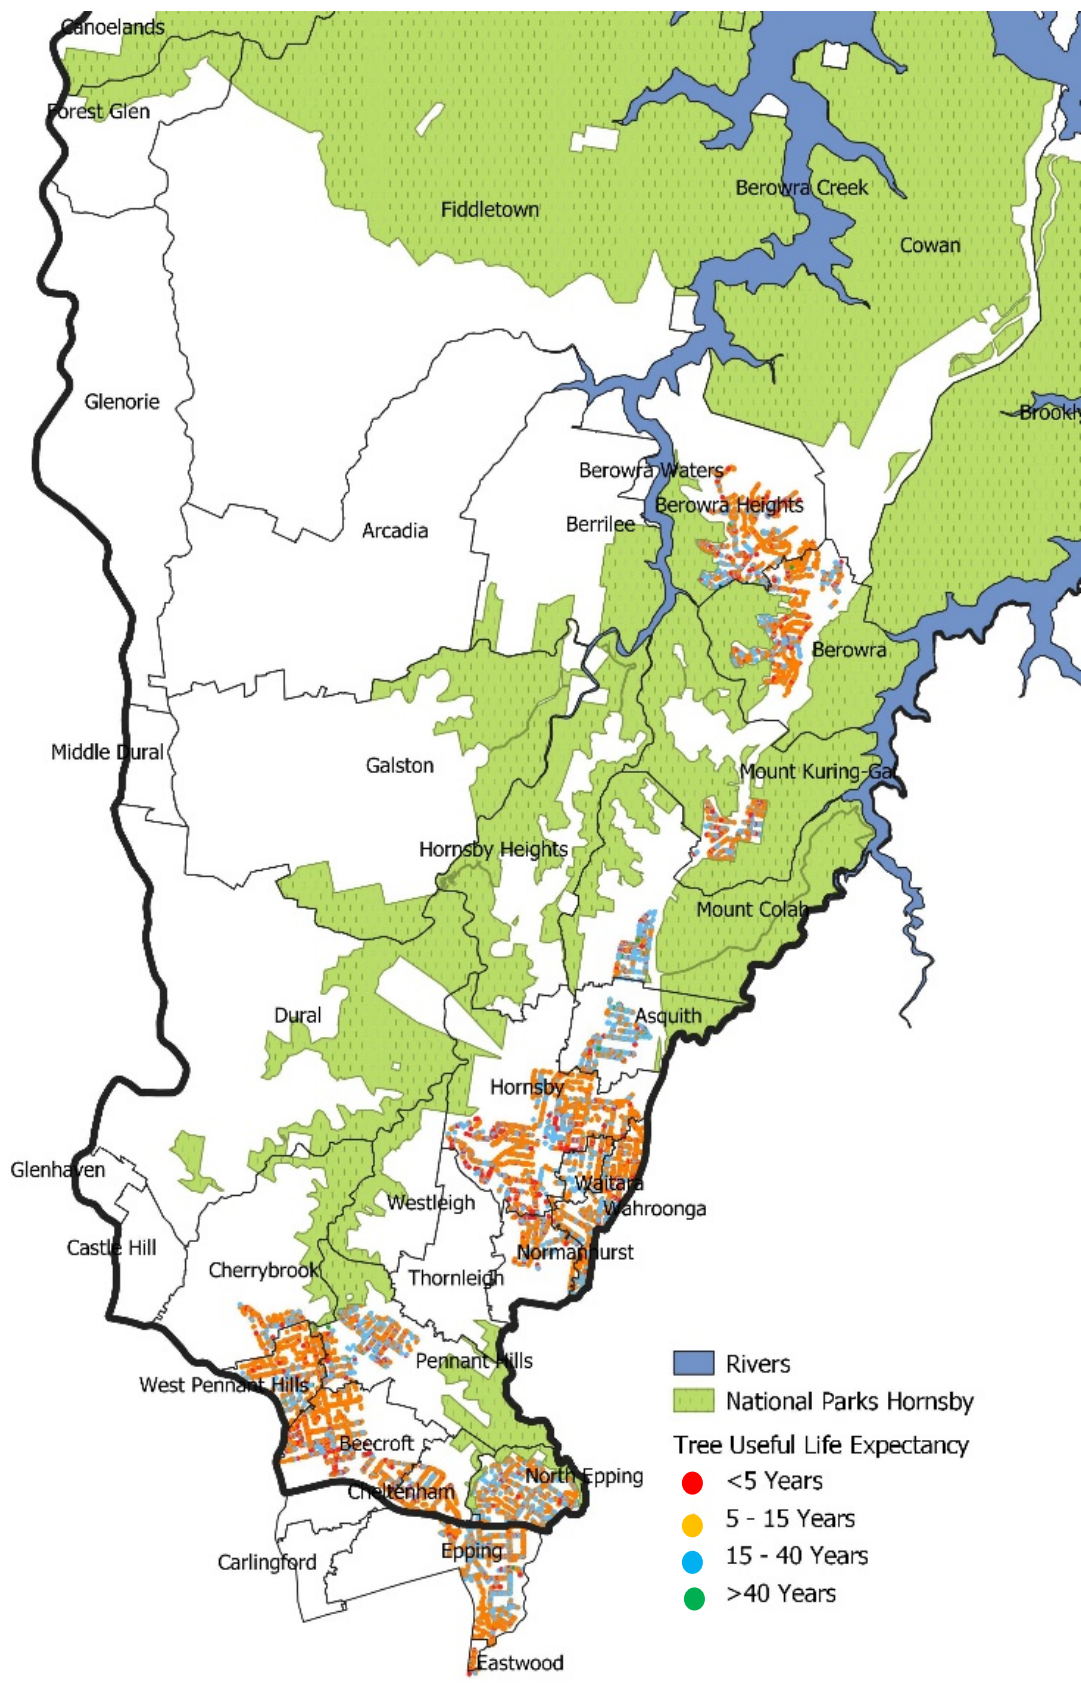 Canoelands
Forest Glen
Berowra Creek
Fiddletown
Cowan
Glenorie
Brookly
Berowra Waters
Berowra Heights
Berrilee
Arcadia
Berowra
Middle Dural
Galston
Mount Kuring-Ga
Hornsby Heights
Mount Colah
Dural
Asquith
Hornsby
Glenhaven
Waitara
Westleigh
Wahroonga
Castle Hill
Normanhurst
Cherrybrook
Thornleigh
Pennant Hills
West Pennant Hills
Beecroft
North Epping
Cheltenham
Epping
Carlingford
Eastwood
Rivers
National Parks Hornsby
Tree Useful Life Expectancy
<5 Years
5 - 15 Years
15 - 40 Years
>40 Years